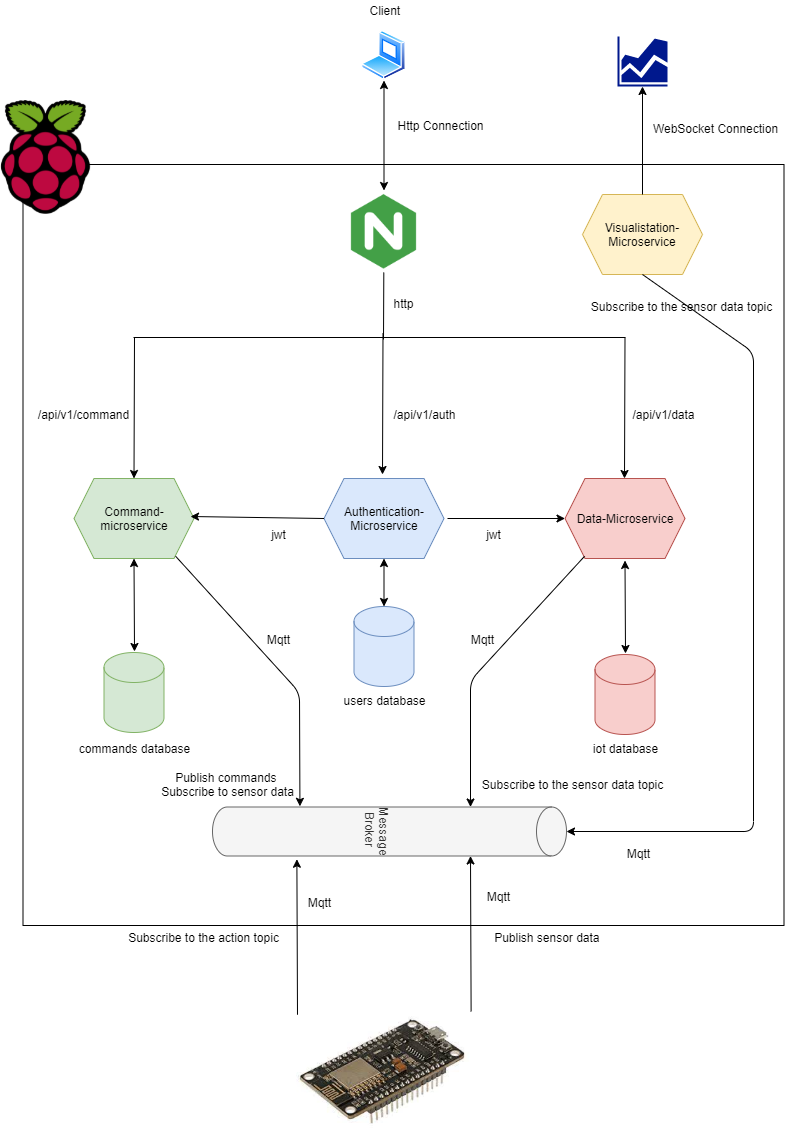 Client
Http Connection
WebSocket Connection
N
Visualistation-
Microservice
http
Subscribe to the sensor data topic
/api/v1/command
/api/v1/auth
/api/v1/data
Command-
microservice
Authentication-
Microservice
Data-Microservice
jwt
jwt
Mqtt
Mqtt
users database
commands database
iot database
Publish commands
Subscribe to sensor data
Subscribe to the sensor data topic
Message
Broker
Mqtt
Mqtt
Mqtt
Subscribe to the action topic
Publish sensor data